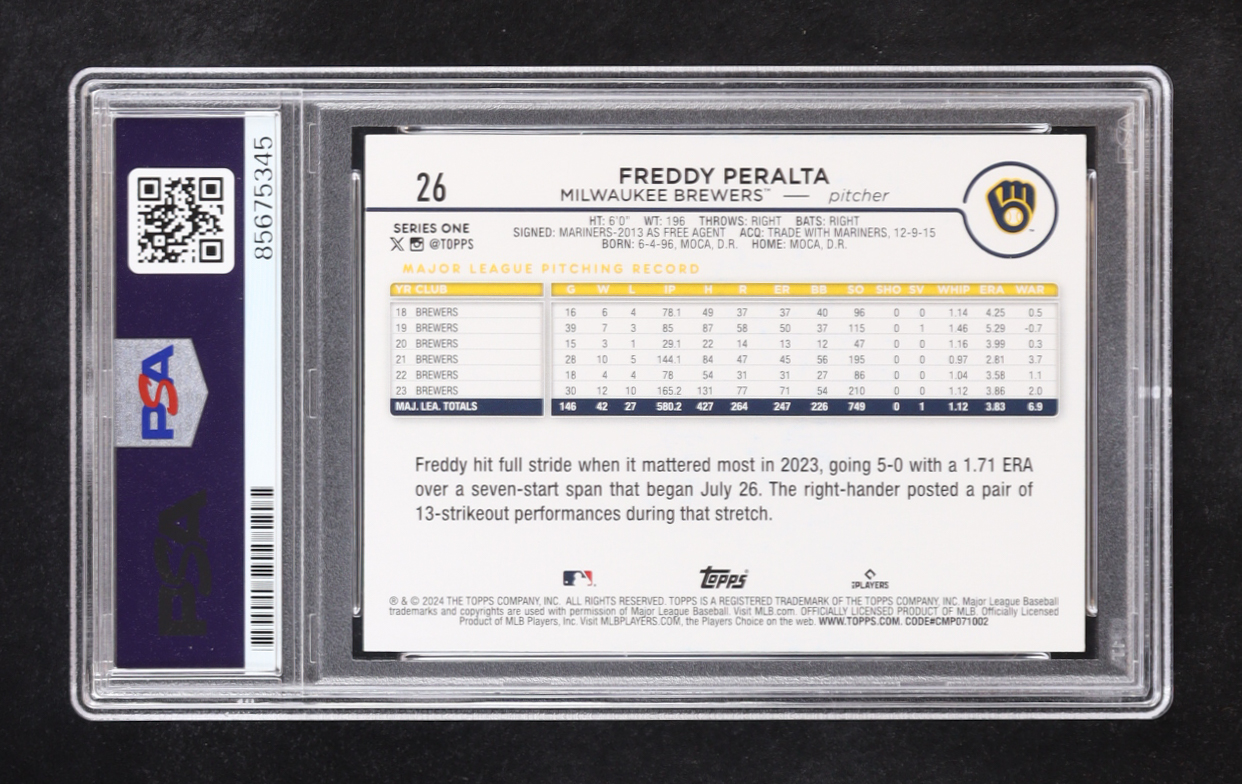 85675345
PSA
PSA
26
FREDDY PERALTA
MILWAUKEE BREWERS™ — pitcher
SERIES ONE
@TOPPS
HT: 6'0" WT: 196 THROWS: RIGHT BATS: RIGHT
SIGNED: MARINERS-2013 AS FREE AGENT ACQ: TRADE WITH MARINERS, 12-9-15
BORN: 6-4-96, MOCA, D.R. HOME: MOCA, D.R.
MAJOR LEAGUE PITCHING RECORD
YR CLUB G W L IP H R ER BB SO SHO SV WHIP ERA WAR
18 BREWERS 16 6 4 78.1 49 37 37 40 96 0 0 1.14 4.25 0.5
19 BREWERS 39 7 3 85 87 58 50 37 115 0 1 1.46 5.29 -0.7
20 BREWERS 15 3 1 29.1 22 14 13 12 47 0 0 1.16 3.99 0.3
21 BREWERS 28 10 5 144.1 84 47 45 56 195 0 0 0.97 2.81 3.7
22 BREWERS 18 4 4 78 54 31 31 27 86 0 0 1.04 3.58 1.1
23 BREWERS 30 12 10 165.2 131 77 71 54 210 0 0 1.12 3.86 2.0
MAJ. LEA. TOTALS 146 42 27 580.2 427 264 247 226 749 0 1 1.12 3.83 6.9
Freddy hit full stride when it mattered most in 2023, going 5-0 with a 1.71 ERA
over a seven-start span that began July 26. The right-hander posted a pair of
13-strikeout performances during that stretch.
Topps
PLAYERS
® & © 2024 THE TOPPS COMPANY, INC. ALL RIGHTS RESERVED. TOPPS IS A REGISTERED TRADEMARK OF THE TOPPS COMPANY, INC. Major League Baseball
trademarks and copyrights are used with permission of Major League Baseball. Visit MLB.com. OFFICIALLY LICENSED PRODUCT OF MLB. Officially Licensed
Product of MLB Players, Inc. Visit MLBPLAYERS.COM, the Players Choice on the web. WWW.TOPPS.COM. CODE#CMP071002